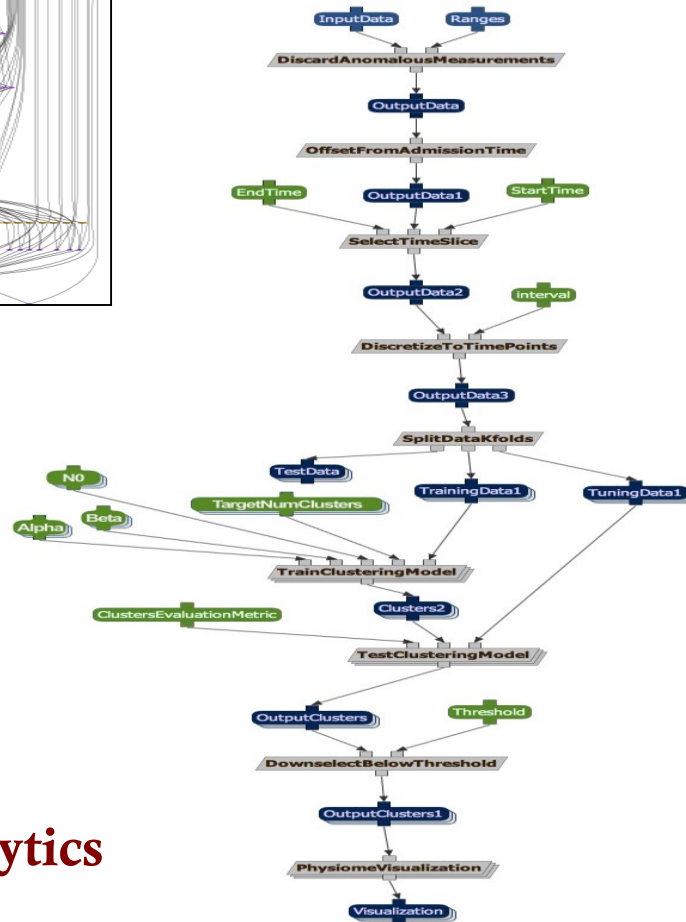 InputData
Ranges
DiscardAnomalousMeasurements
OutputData
OffsetFromAdmissionTime
EndTime
OutputData1
StartTime
SelectTimeSlice
OutputData2
interval
DiscretizeToTimePoints
OutputData3
SplitDataKfolds
TestData
TrainingData1
TuningData1
N0
TargetNumClusters
Alpha
Beta
TrainClusteringModel
Clusters2
ClustersEvaluationMetric
TestClusteringModel
OutputClusters
Threshold
DownselectBelowThreshold
OutputClusters1
ytics
PhysiomeVisualization
Visualization